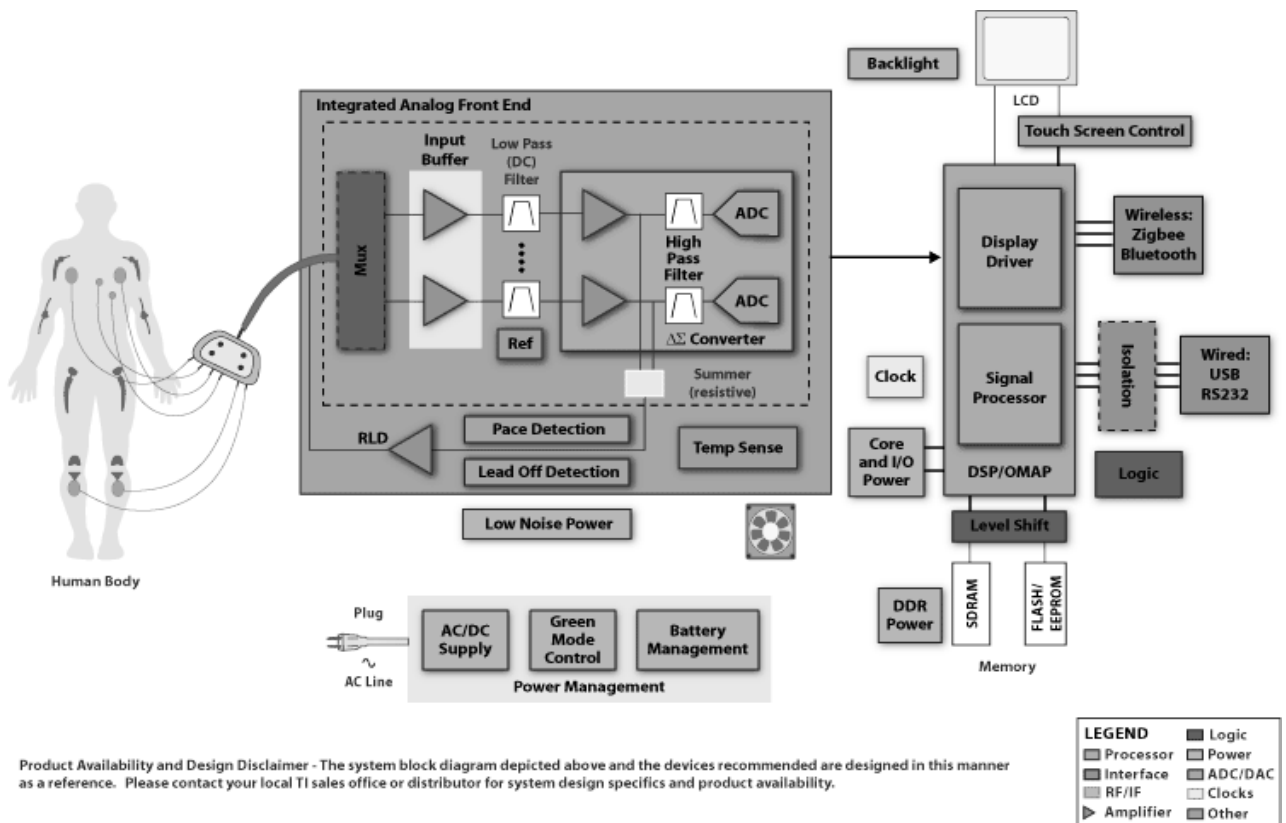 Backlight
LCD
Touch Screen Control
Integrated Analog Front End
Input
Buffer
Low Pass
(DC)
Filter
Mux
ADC
High
Pass
Filter
ADC
Ref
ΔΣ Converter
Summer
(resistive)
RLD
Pace Detection
Lead Off Detection
Temp Sense
Low Noise Power
Human Body
Display
Driver
Wireless:
Zigbee
Bluetooth
Clock
Signal
Processor
Isolation
Wired:
USB
RS232
Core
and I/O
Power
DSP/OMAP
Logic
Level Shift
DDR
Power
SDRAM
FLASH/
EEPROM
Memory
Plug
AC Line
AC/DC
Supply
Green
Mode
Control
Battery
Management
Power Management
LEGEND
Processor
Interface
RF/IF
Amplifier
Logic
Power
ADC/DAC
Clocks
Other
Product Availability and Design Disclaimer - The system block diagram depicted above and the devices recommended are designed in this manner
as a reference. Please contact your local TI sales office or distributor for system design specifics and product availability.